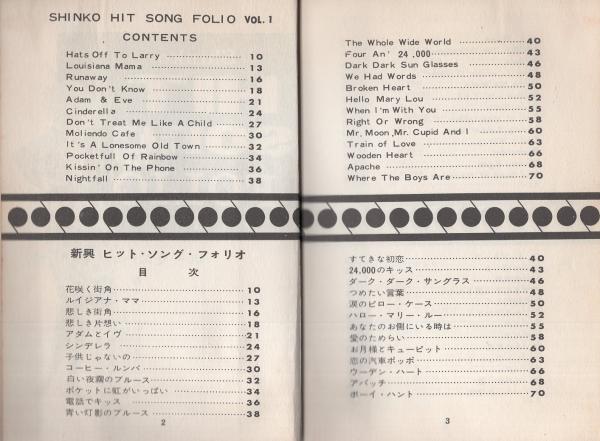 SHINKO HIT SONG FOLIO VOL.1
CONTENTS
Hats Off To Larry 10
Louisiana Mama 13
Runaway 16
You Don't Know 18
Adam & Eve 21
Cinderella 24
Don't Treat Me Like A Child 27
Moliendo Cafe 30
It's A Lonesome Old Town 32
Pocketfull Of Rainbow 34
Kissin' On The Phone 36
Nightfall 38
新興 ヒット・ソング・フォリオ
目 次
花咲く街角 10
ルイジアナ・ママ 13
悲しき街角 16
悲しき片想い 18
アダムとイヴ 21
シンデレラ 24
子供じゃないの 27
コーヒー・ルンバ 30
白い夜霧のブルース 32
ポケットに虹がいっぱい 34
電話でキッス 36
青い灯影のブルース 38
2
The Whole Wide World 40
Four An' 24,000 43
Dark Dark Sun Glasses 46
We Had Words 48
Broken Heart 50
Hello Mary Lou 52
When I'm With You 55
Right Or Wrong 58
Mr, Moon, Mr. Cupid And I 60
Train of Love 63
Wooden Heart 66
Apache 68
Where The Boys Are 70
すてきな初恋 40
24,000のキッス 43
ダーク・ダーク・サングラス 46
つめたい言葉 48
涙のピロー・ケース 50
ハロー・マリー・ルー 52
あなたのお側にいる時は 55
愛のためらい 58
お月様とキューピット 60
恋の汽車ポッポ 63
ウーデン・ハート 66
アパッチ 68
ボーイ・ハント 70
3